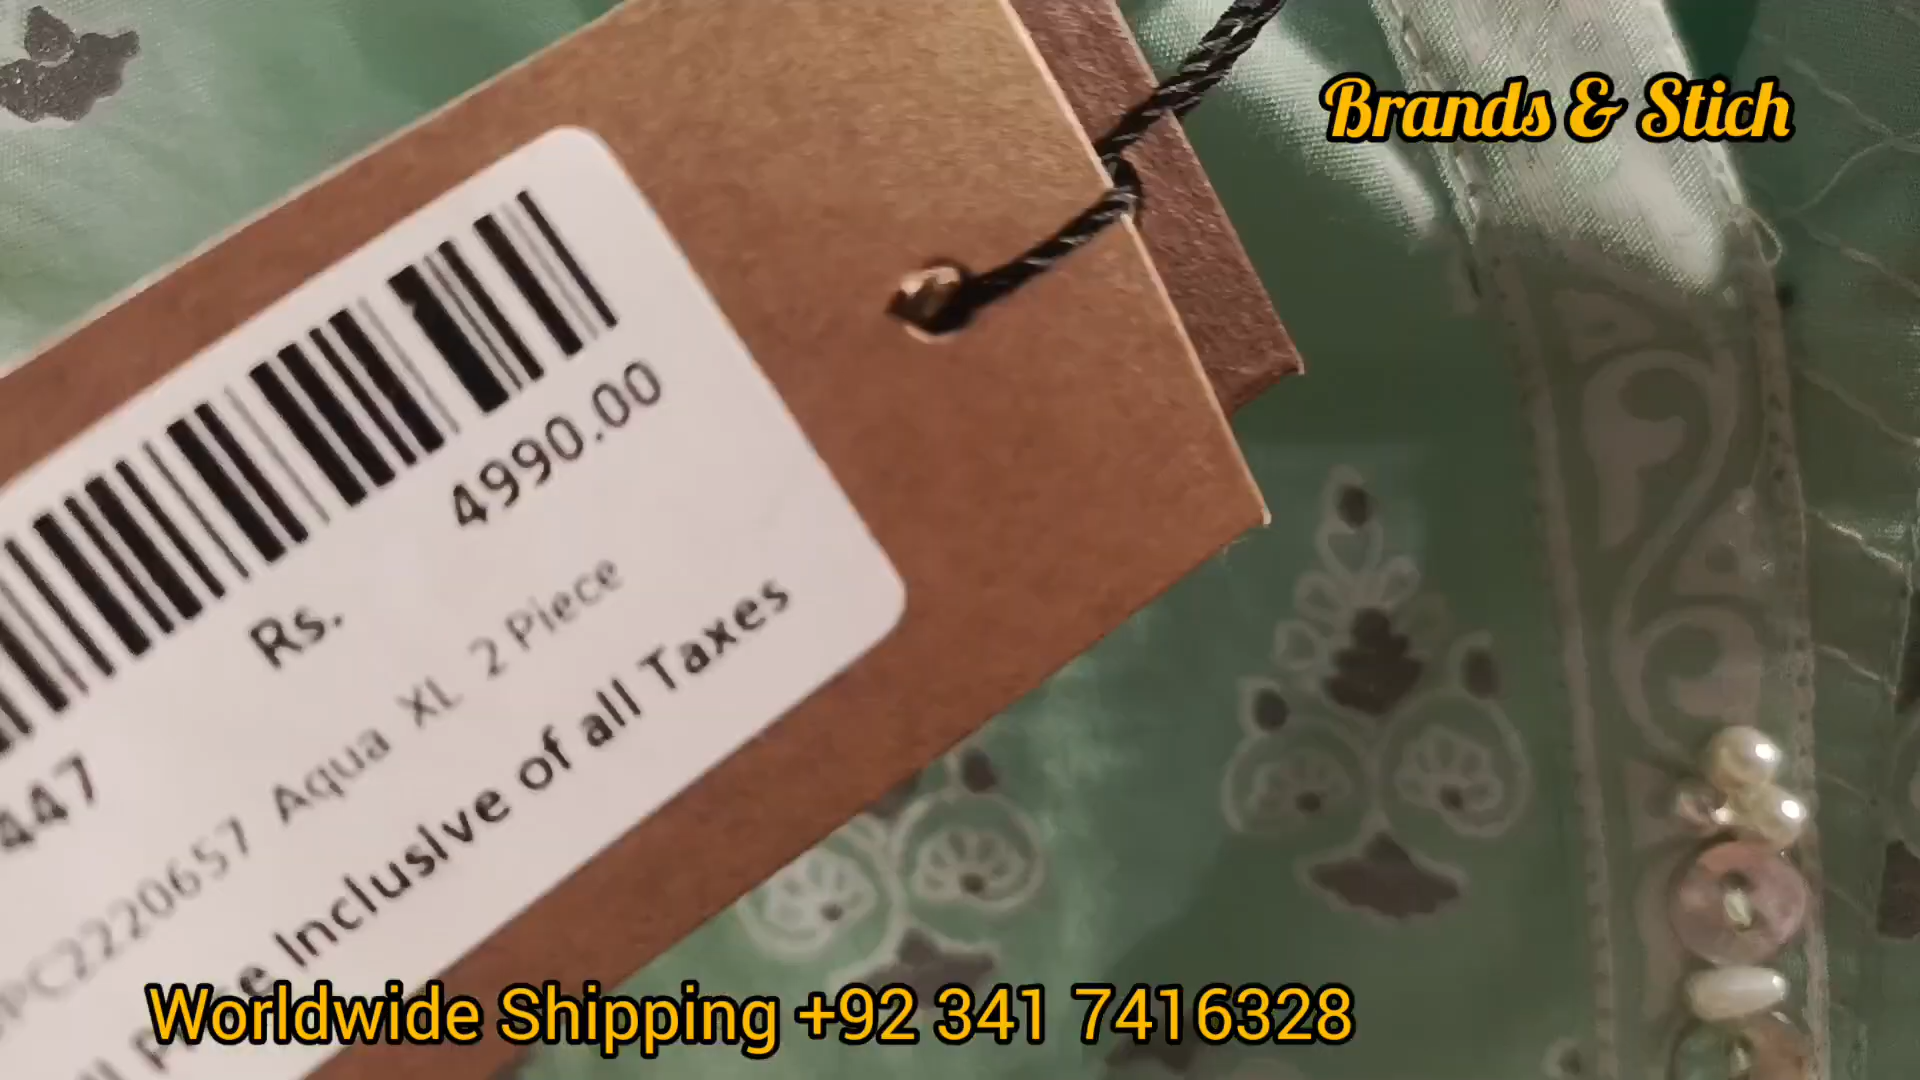 Brands & Stich
Rs. 4990.00
447
PC2220657 Aqua XL 2 Piece
Inclusive of all Taxes
Worldwide Shipping +92 341 7416328